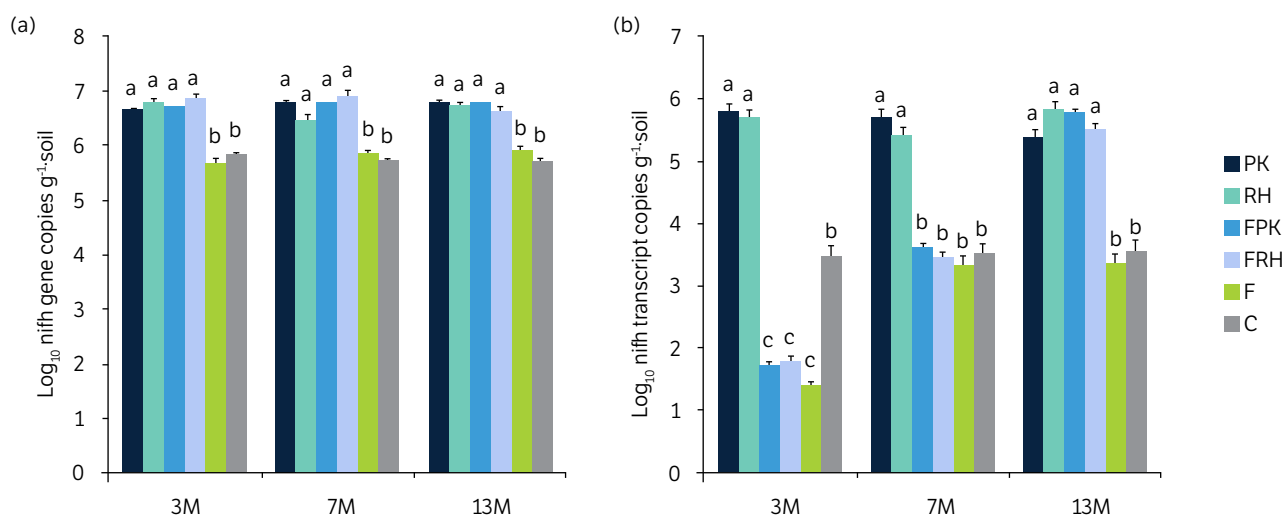 (a)
Log₁₀ nifh gene copies g⁻¹·soil
8
7
6
5
4
3
2
1
0
a a a a b b
a a a a b b
a a a a b b
3M 7M 13M
(b)
Log₁₀ nifh transcript copies g⁻¹·soil
7
6
5
4
3
2
1
0
a a c c c b
a a b b b b
a a a a b b
3M 7M 13M
PK
RH
FPK
FRH
F
C